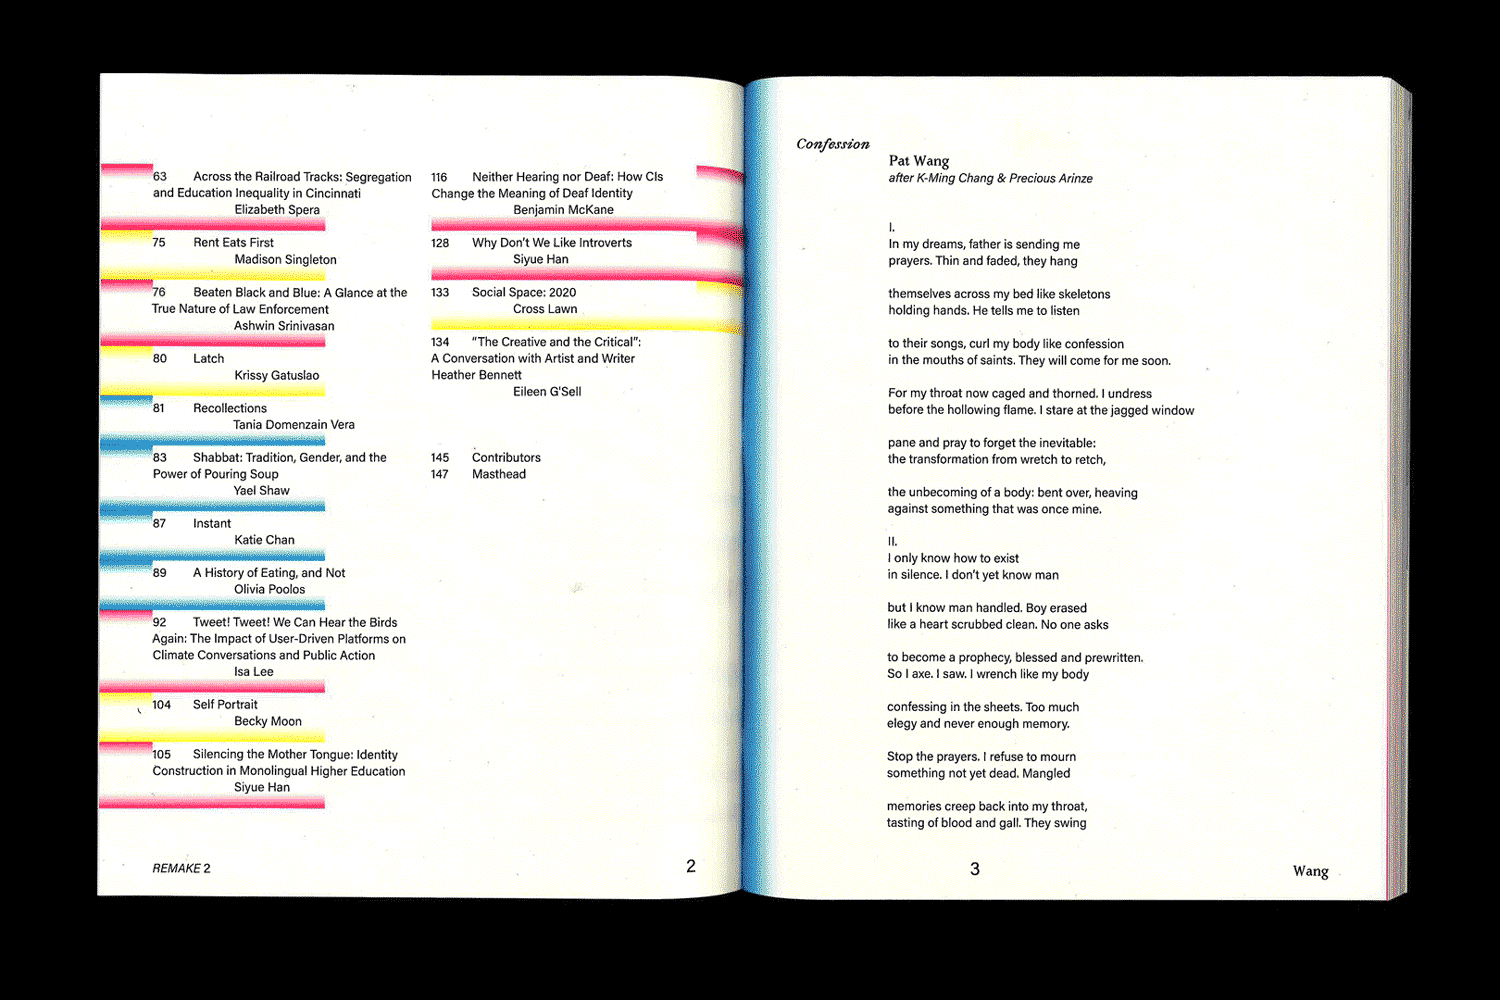 63 Across the Railroad Tracks: Segregation
and Education Inequality in Cincinnati
Elizabeth Spera
75 Rent Eats First
Madison Singleton
76 Beaten Black and Blue: A Glance at the
True Nature of Law Enforcement
Ashwin Srinivasan
80 Latch
Krissy Gatuslao
81 Recollections
Tania Domenzain Vera
83 Shabbat: Tradition, Gender, and the
Power of Pouring Soup
Yael Shaw
87 Instant
Katie Chan
89 A History of Eating, and Not
Olivia Poolos
92 Tweet! Tweet! We Can Hear the Birds
Again: The Impact of User-Driven Platforms on
Climate Conversations and Public Action
Isa Lee
104 Self Portrait
Becky Moon
105 Silencing the Mother Tongue: Identity
Construction in Monolingual Higher Education
Siyue Han
116 Neither Hearing nor Deaf: How CIs
Change the Meaning of Deaf Identity
Benjamin McKane
128 Why Don't We Like Introverts
Siyue Han
133 Social Space: 2020
Cross Lawn
134 "The Creative and the Critical":
A Conversation with Artist and Writer
Heather Bennett
Eileen G'Sell
145 Contributors
147 Masthead
REMAKE 2
2
Confession
Pat Wang
after K-Ming Chang & Precious Arinze
I.
In my dreams, father is sending me
prayers. Thin and faded, they hang
themselves across my bed like skeletons
holding hands. He tells me to listen
to their songs, curl my body like confession
in the mouths of saints. They will come for me soon.
For my throat now caged and thorned. I undress
before the hollowing flame. I stare at the jagged window
pane and pray to forget the inevitable:
the transformation from wretch to retch,
the unbecoming of a body: bent over, heaving
against something that was once mine.
II.
I only know how to exist
in silence. I don't yet know man
but I know man handled. Boy erased
like a heart scrubbed clean. No one asks
to become a prophecy, blessed and prewritten.
So I axe. I saw. I wrench like my body
confessing in the sheets. Too much
elegy and never enough memory.
Stop the prayers. I refuse to mourn
something not yet dead. Mangled
memories creep back into my throat,
tasting of blood and gall. They swing
3
Wang